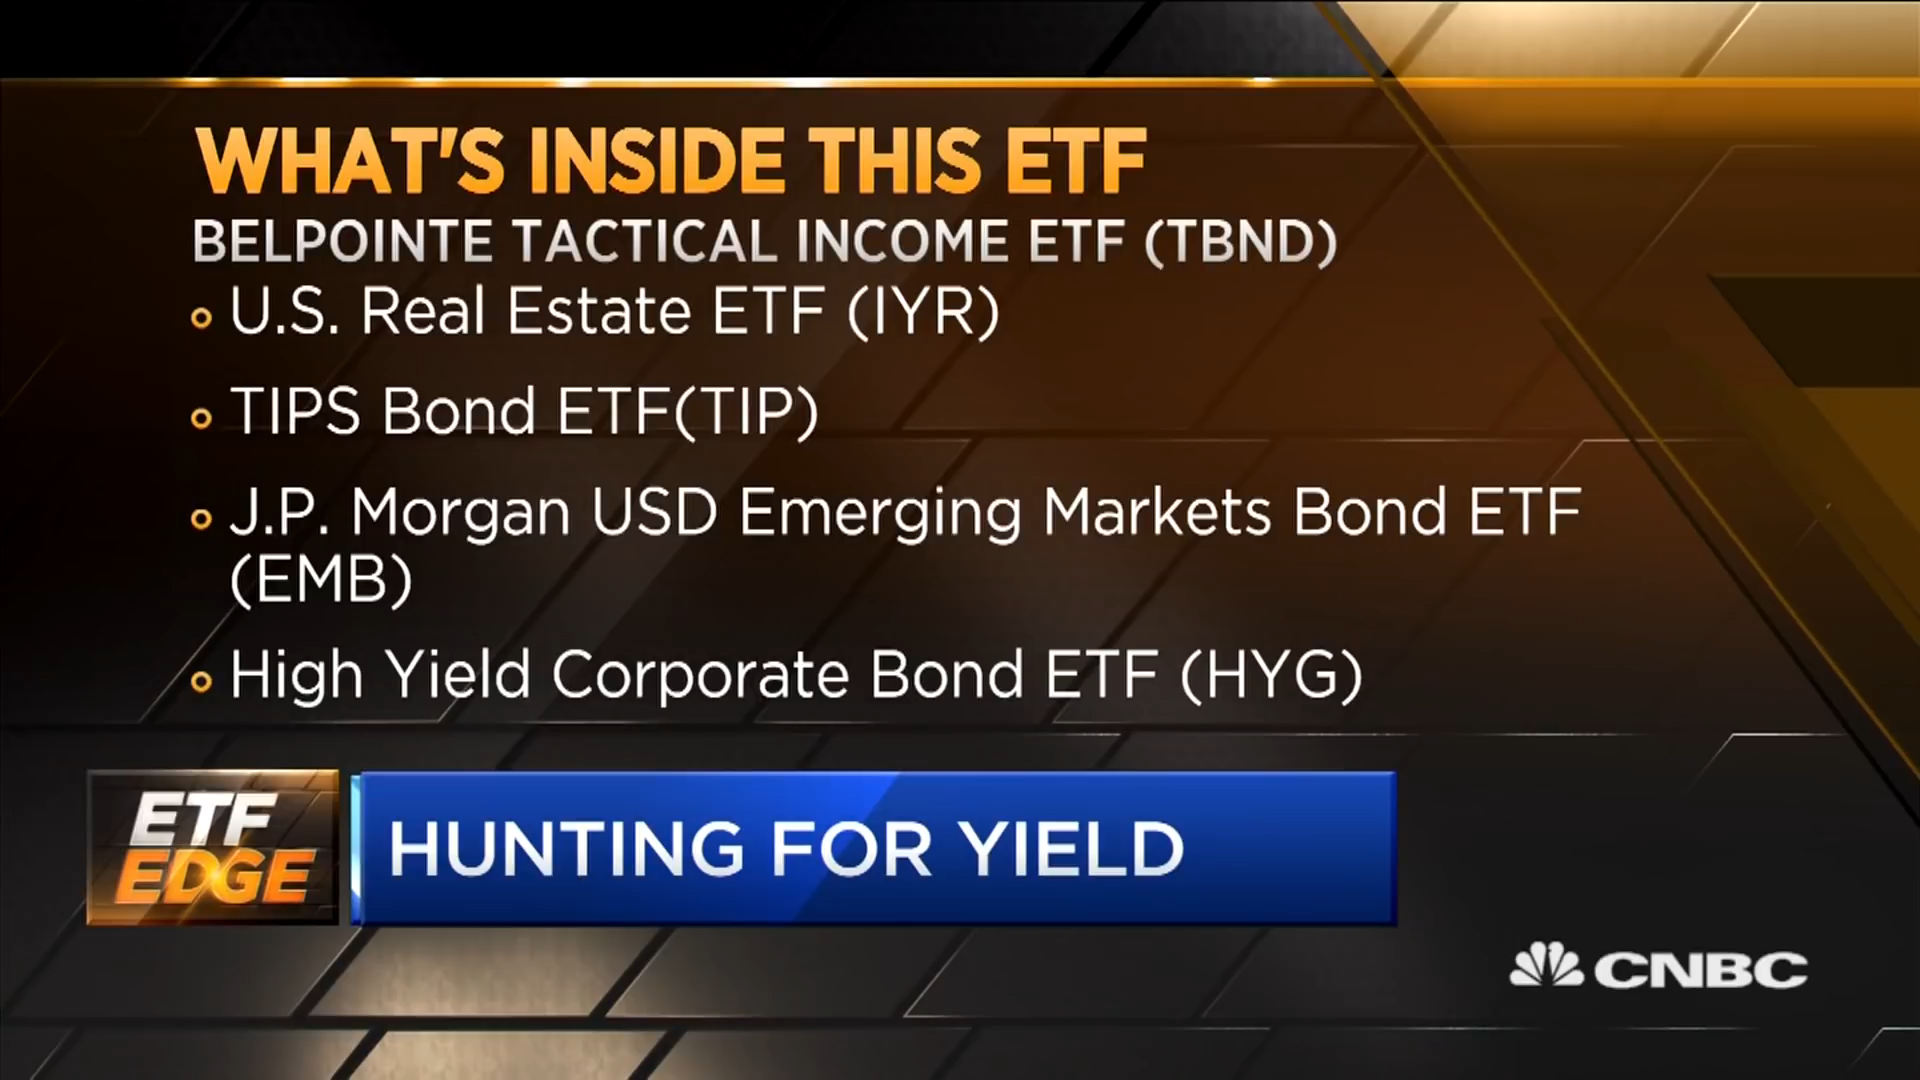 WHAT'S INSIDE THIS ETF
BELPOINTE TACTICAL INCOME ETF (TBND)
U.S. Real Estate ETF (IYR)
TIPS Bond ETF(TIP)
J.P. Morgan USD Emerging Markets Bond ETF
(EMB)
High Yield Corporate Bond ETF (HYG)
ETF
EDGE
HUNTING FOR YIELD
CNBC